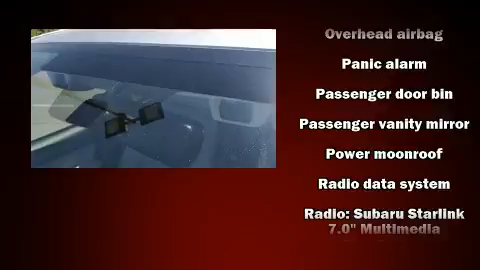 Overhead airbag
Panic alarm
Passenger door bin
Passenger vanity mirror
Power moonroof
Radio data system
Radio: Subaru Starlink
7.0" Multimedia